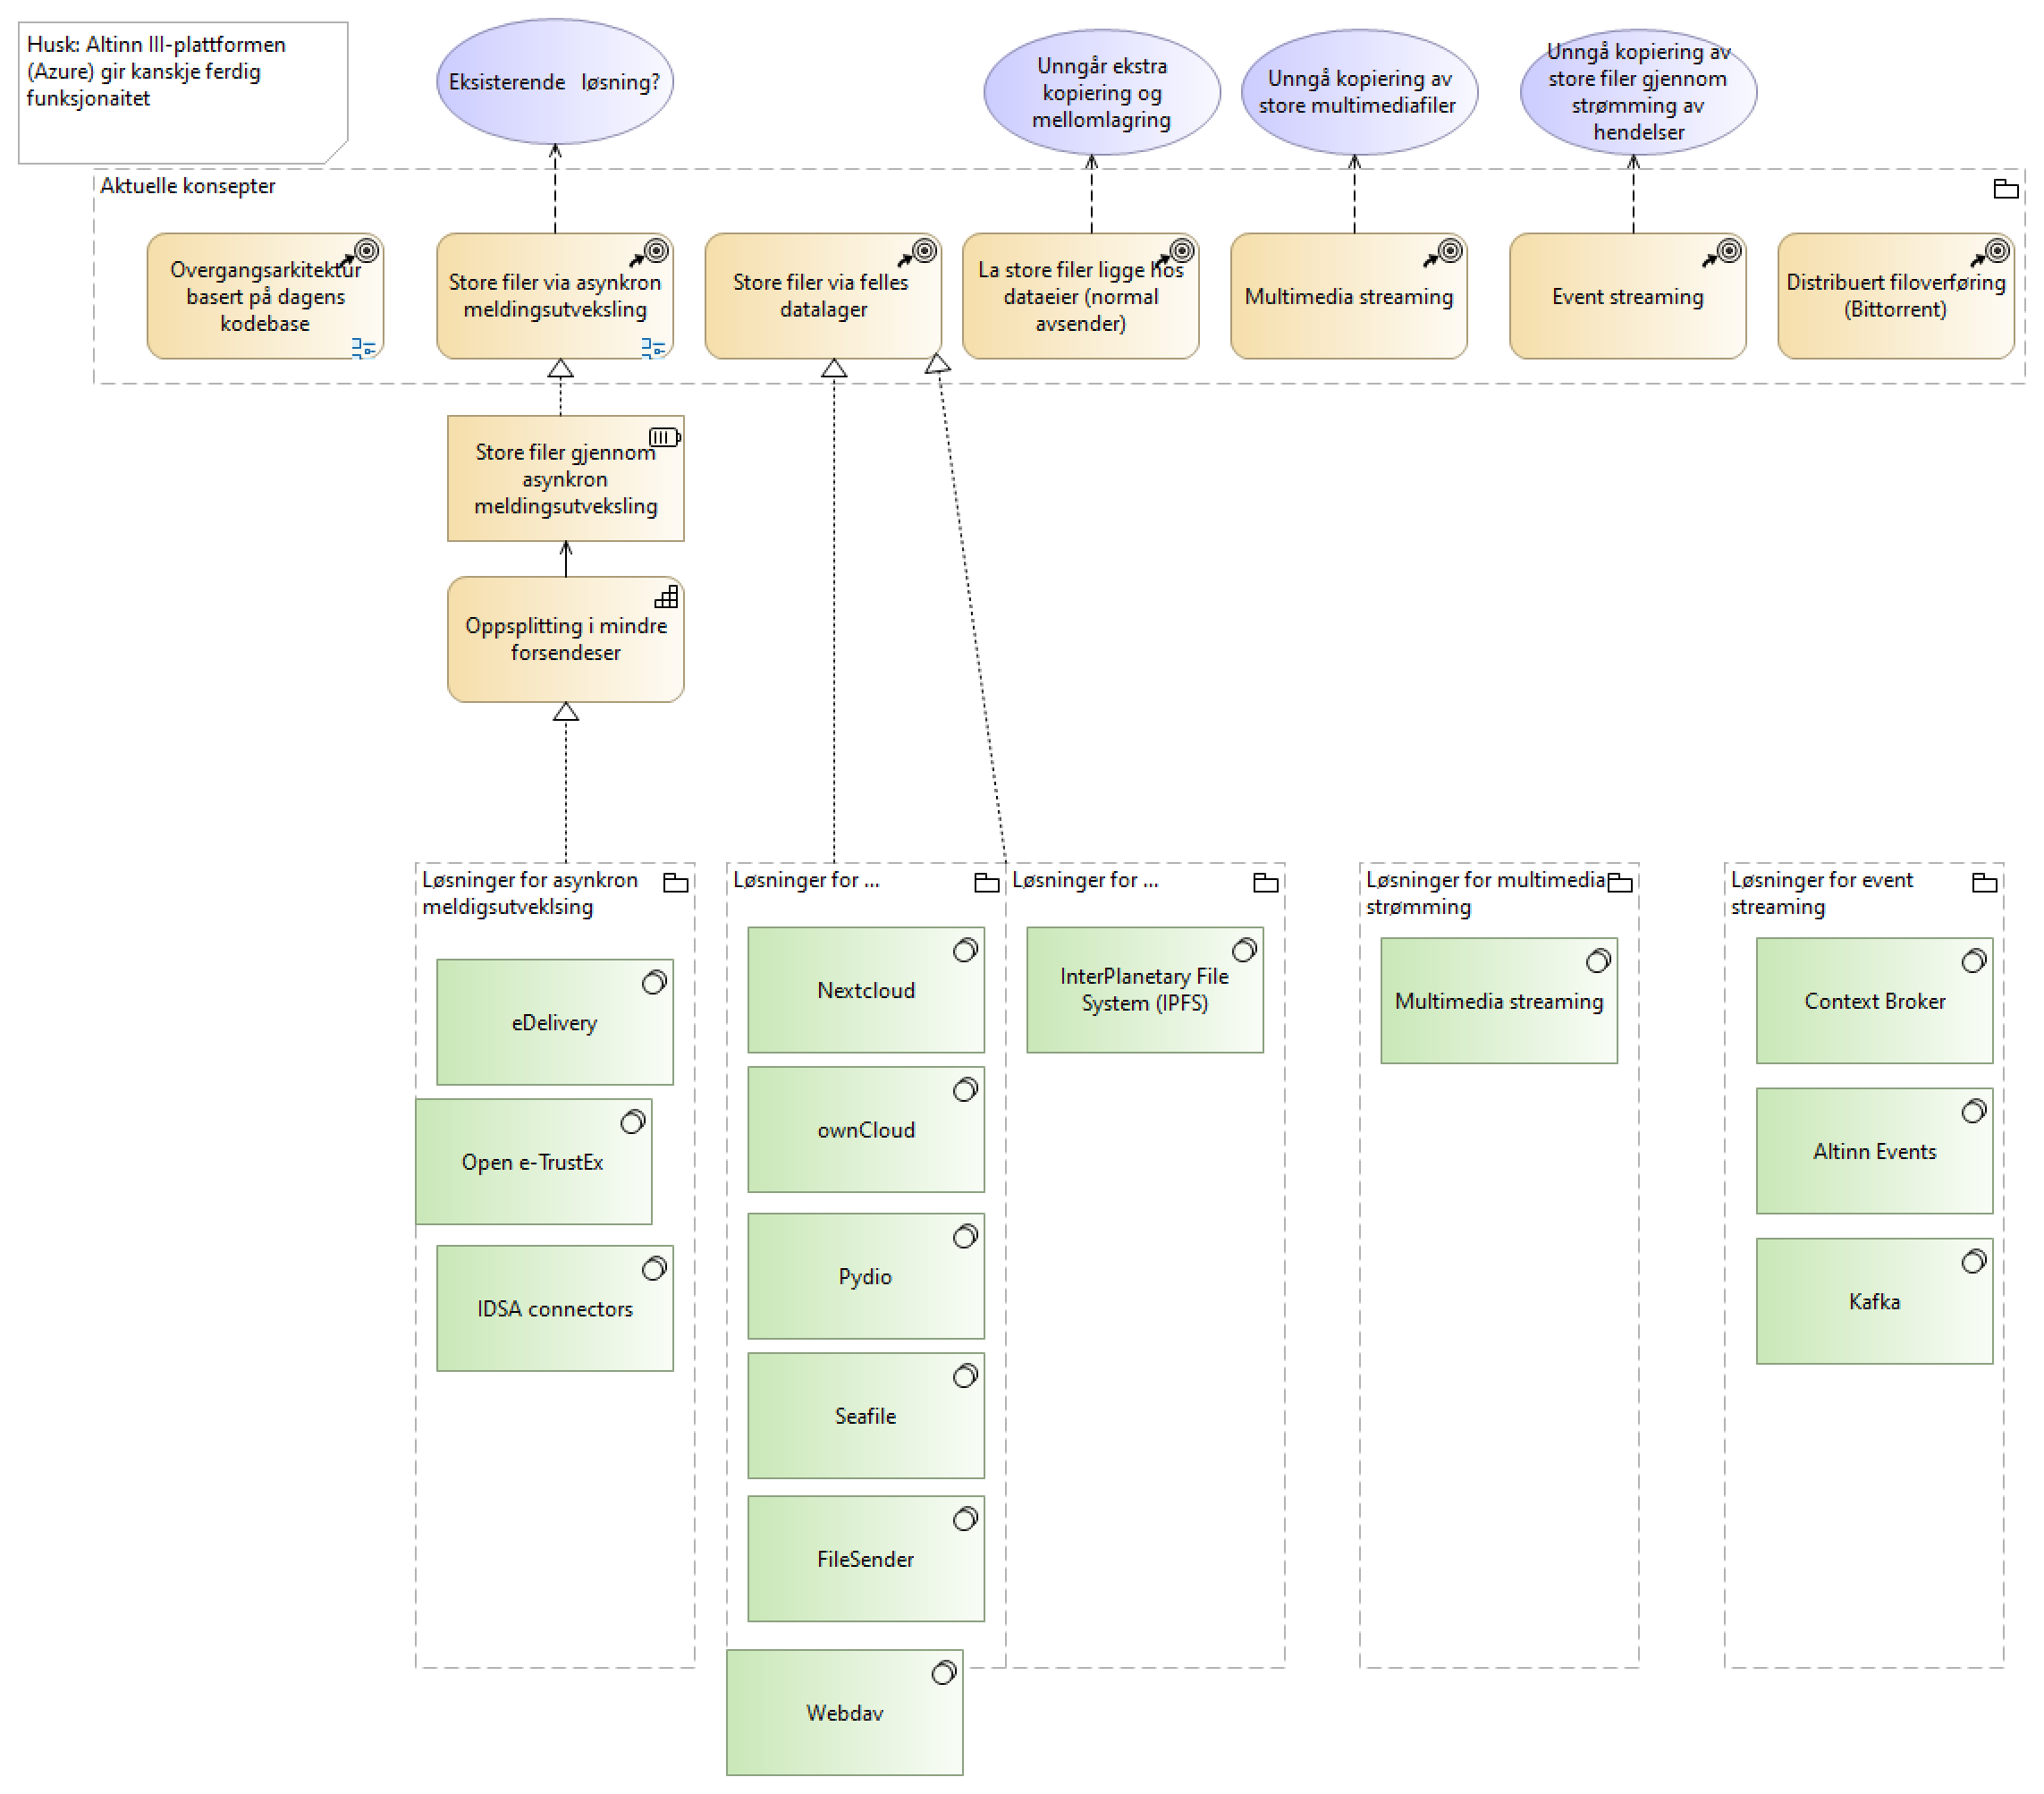 Husk: Altinn III-plattformen
(Azure) gir kanskje ferdig
funksjonaitet
Eksisterende løsning?
Unngår ekstra
kopiering og
mellomlagring
Unngå kopiering av
store multimediafiler
Unngå kopiering av
store filer gjennom
strømming av
hendelser
Aktuelle konsepter
Overgangsarkitektur
basert på dagens
kodebase
Store filer via asynkron
meldingsutveksling
Store filer via felles
datalager
La store filer ligge hos
dataeier (normal
avsender)
Multimedia streaming
Event streaming
Distribuert filoverføring
(Bittorrent)
Store filer gjennom
asynkron
meldingsutveksling
Oppsplitting i mindre
forsendeser
Løsninger for asynkron
meldigsutveklsing
eDelivery
Open e-TrustEx
IDSA connectors
Løsninger for ...
Nextcloud
ownCloud
Pydio
Seafile
FileSender
Webdav
Løsninger for ...
InterPlanetary File
System (IPFS)
Løsninger for multimedia
strømming
Multimedia streaming
Løsninger for event
streaming
Context Broker
Altinn Events
Kafka